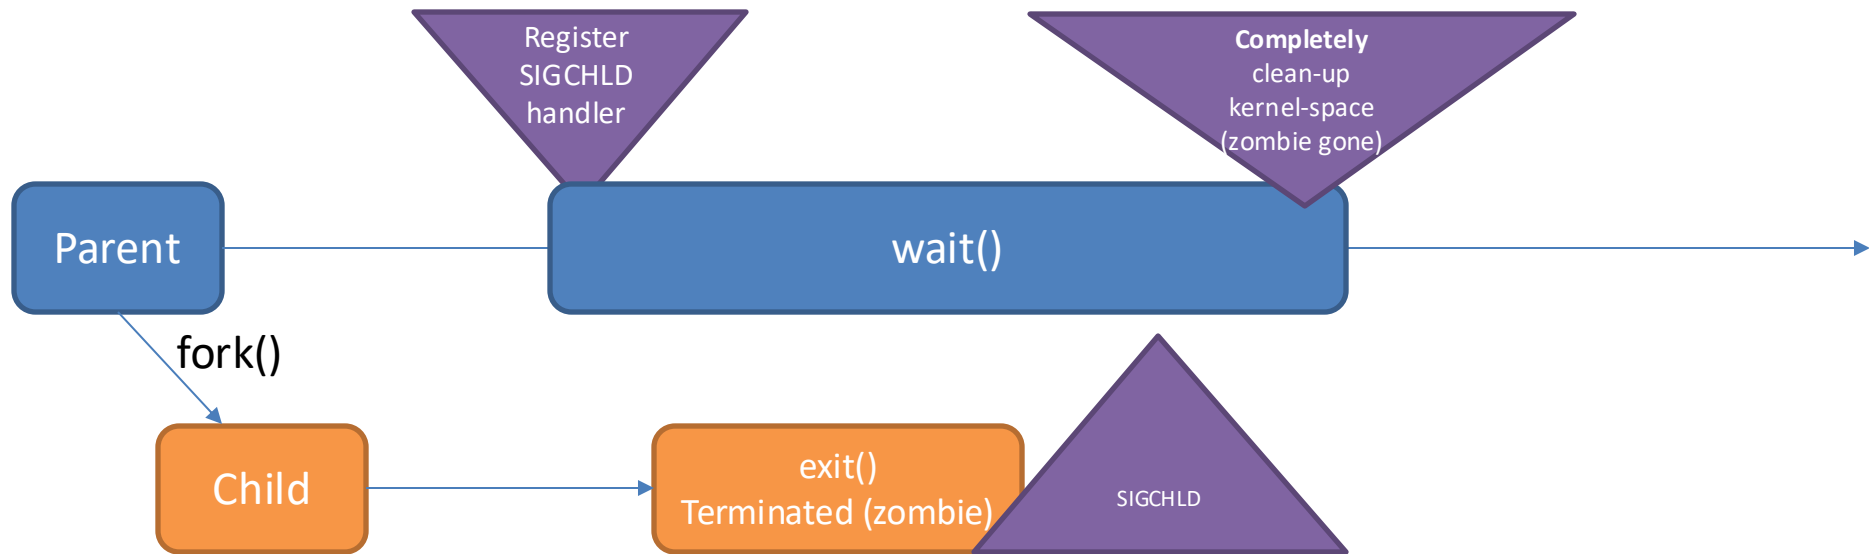 Register
SIGCHLD
handler
Completely
clean-up
kernel-space
(zombie gone)
Parent
wait()
fork()
Child
exit()
Terminated (zombie)
SIGCHLD